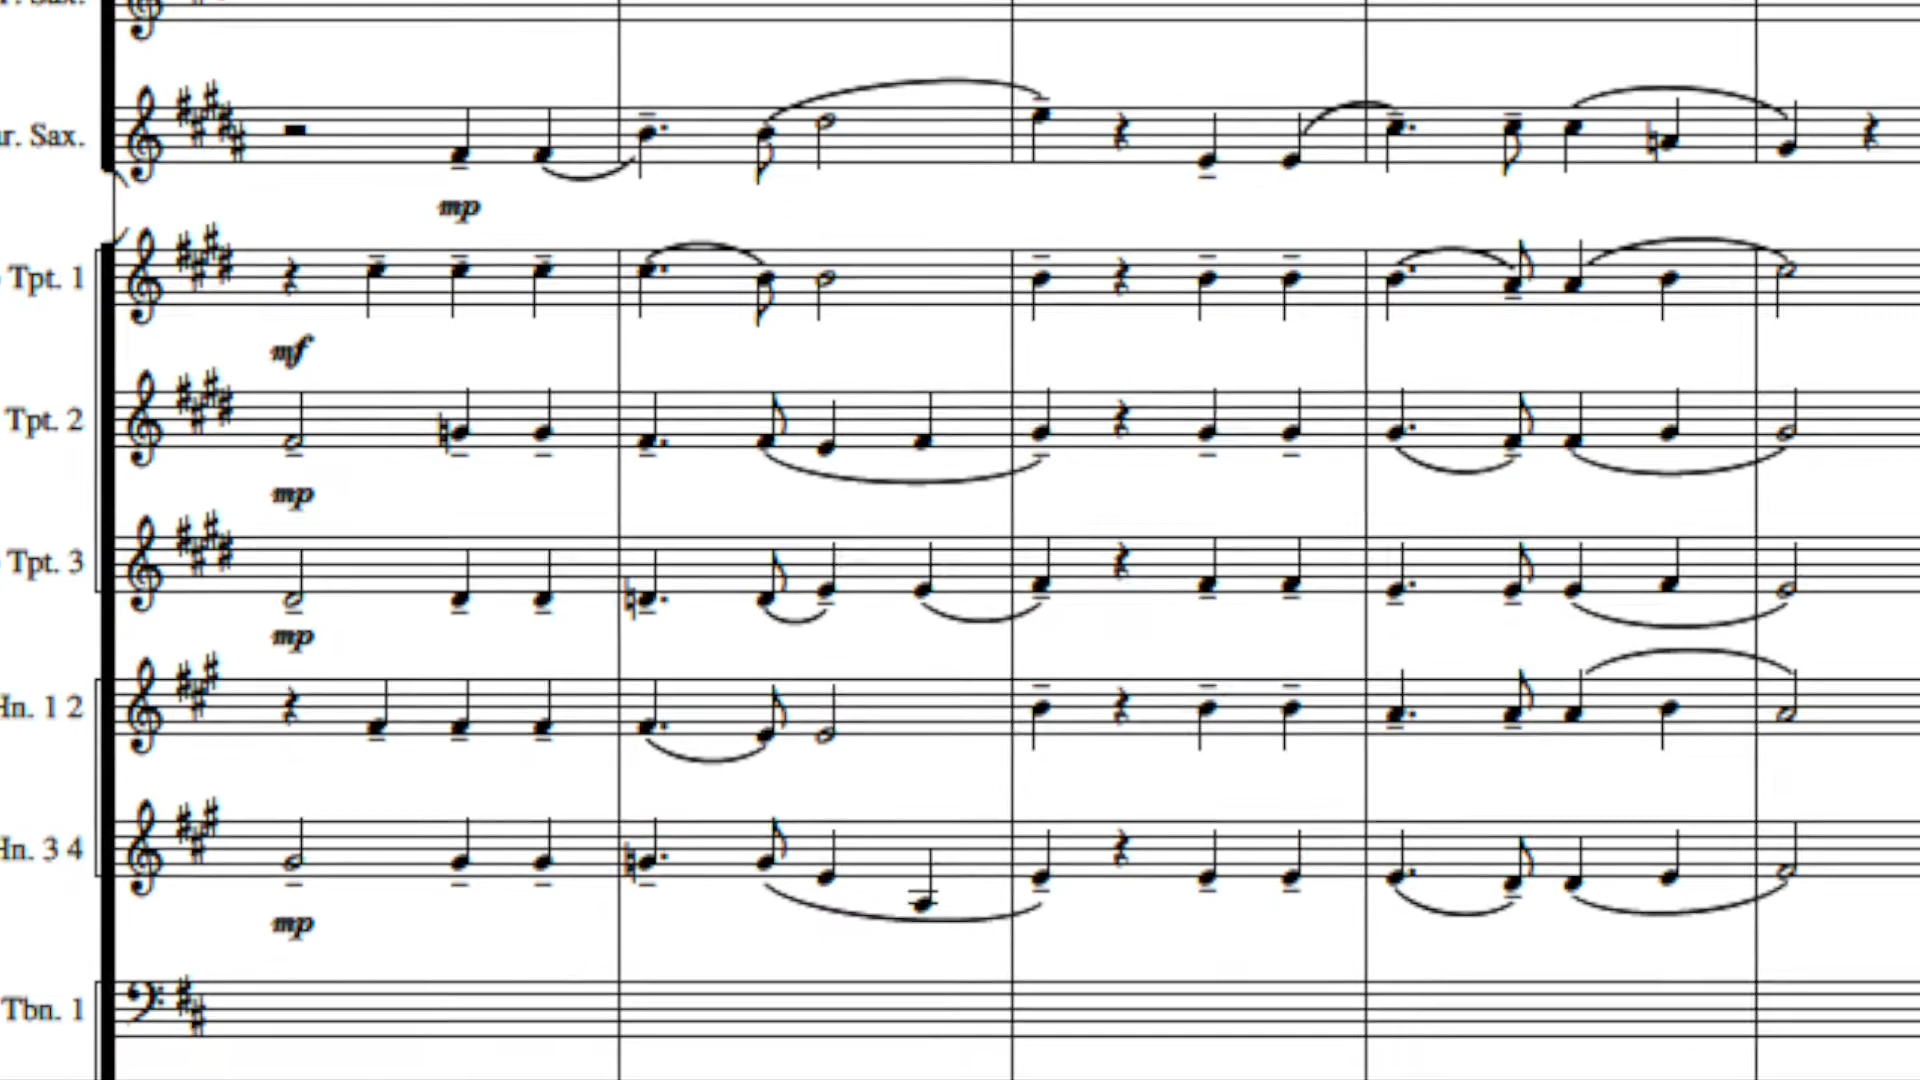 r. Sax.
mp
Tpt. 1
mf
Tpt. 2
mp
Tpt. 3
mp
Hn. 1 2
Hn. 3 4
mp
Tbn. 1